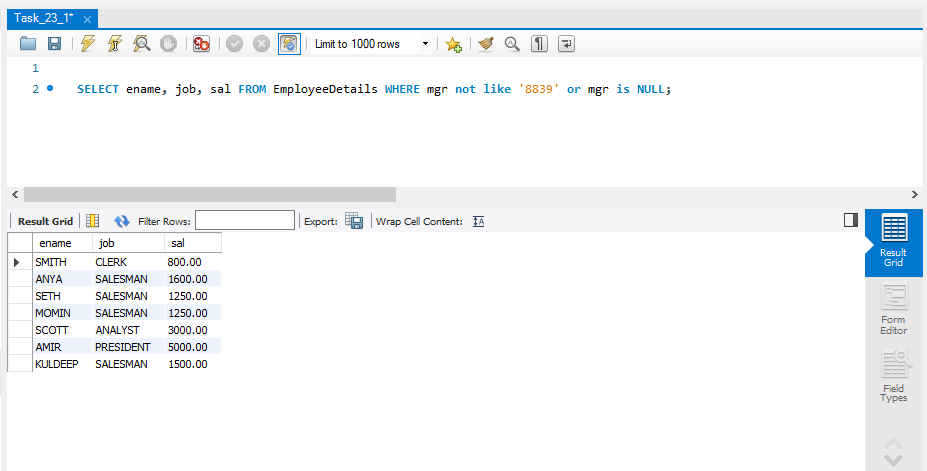 Task_23_1* ×
Limit to 1000 rows
1
2 SELECT ename, job, sal FROM EmployeeDetails WHERE mgr not like '8839' or mgr is NULL;
Result Grid Filter Rows: Export: Wrap Cell Content:
ename job sal
SMITH CLERK 800.00
ANYA SALESMAN 1600.00
SETH SALESMAN 1250.00
MOMIN SALESMAN 1250.00
SCOTT ANALYST 3000.00
AMIR PRESIDENT 5000.00
KULDEEP SALESMAN 1500.00
Result
Grid
Form
Editor
Field
Types